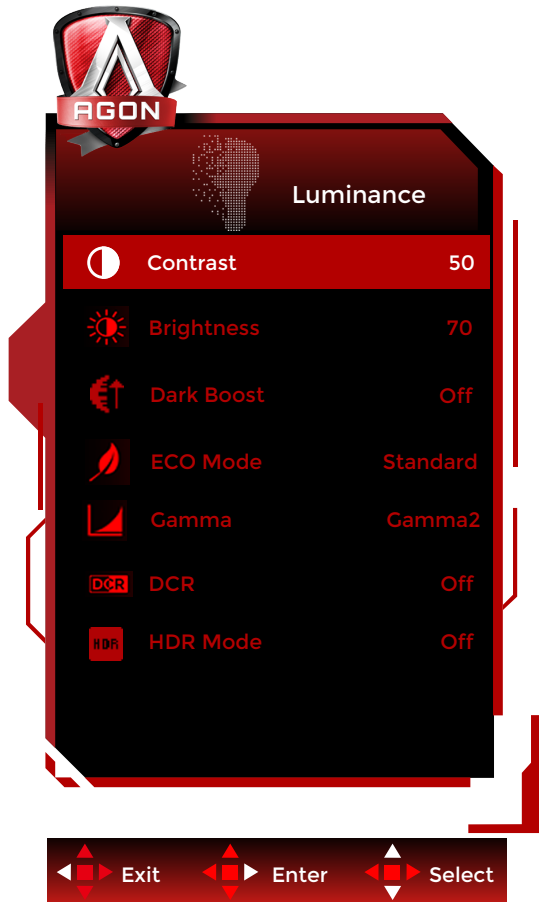 AGON
Luminance
Contrast 50
Brightness 70
Dark Boost Off
ECO Mode Standard
Gamma Gamma2
DCR DCR Off
HDR HDR Mode Off
Exit Enter Select